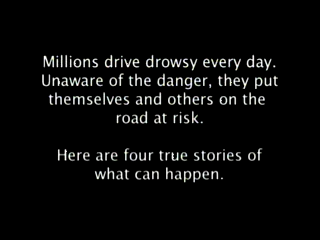 Millions drive drowsy every day.
Unaware of the danger, they put
themselves and others on the
road at risk.
Here are four true stories of
what can happen.